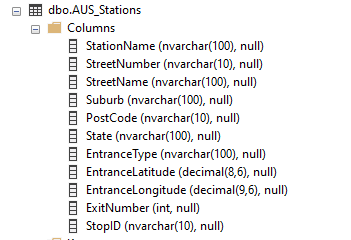 dbo.AUS_Stations
Columns
StationName (nvarchar(100), null)
StreetNumber (nvarchar(10), null)
StreetName (nvarchar(100), null)
Suburb (nvarchar(100), null)
PostCode (nvarchar(10), null)
State (nvarchar(100), null)
EntranceType (nvarchar(100), null)
EntranceLatitude (decimal(8,6), null)
EntranceLongitude (decimal(9,6), null)
ExitNumber (int, null)
StopID (nvarchar(10), null)